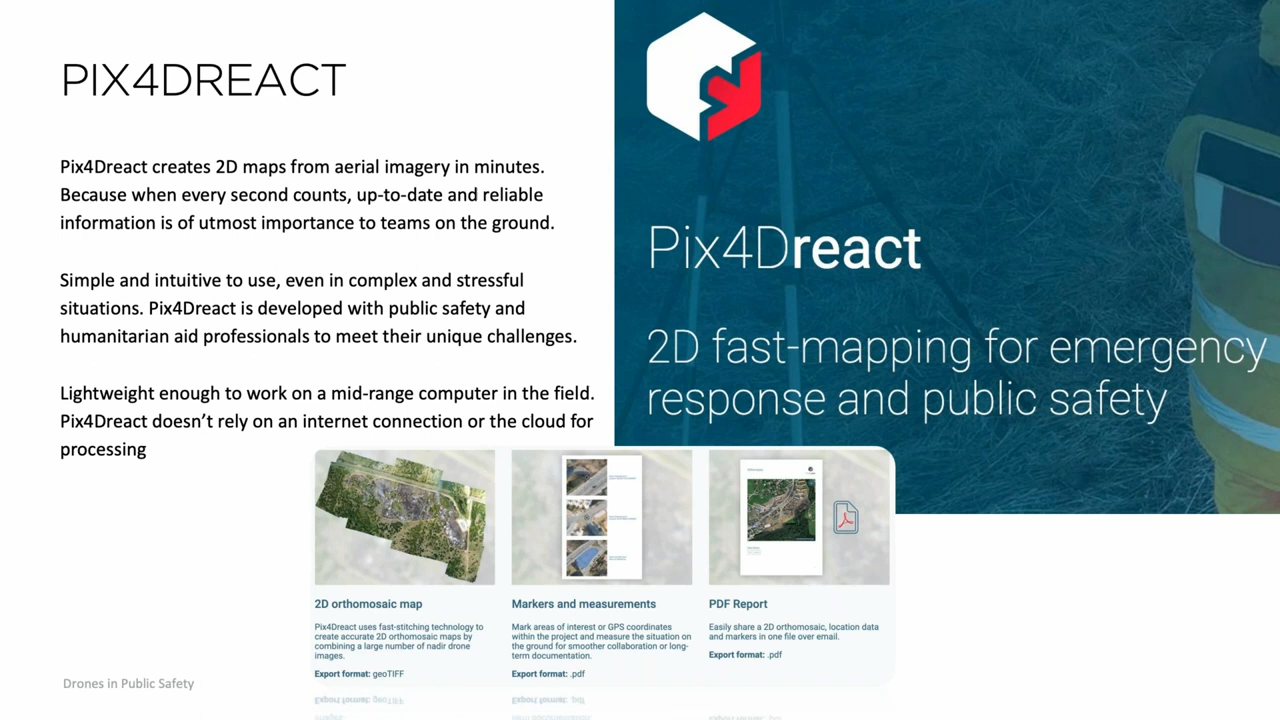 PIX4DREACT
Pix4Dreact creates 2D maps from aerial imagery in minutes.
Because when every second counts, up-to-date and reliable
information is of utmost importance to teams on the ground.
Simple and intuitive to use, even in complex and stressful
situations. Pix4Dreact is developed with public safety and
humanitarian aid professionals to meet their unique challenges.
Lightweight enough to work on a mid-range computer in the field.
Pix4Dreact doesn’t rely on an internet connection or the cloud for
processing
Pix4Dreact
2D fast-mapping for emergency
response and public safety
2D orthomosaic map
Pix4Dreact uses fast-stitching technology to
create accurate 2D orthomosaic maps by
combining a large number of nadir drone
images.
Export format: geoTIFF
Markers and measurements
Mark areas of interest or GPS coordinates
within the project and measure the situation on
the ground for smoother collaboration or long-
term documentation.
Export format: .pdf
PDF Report
Easily share a 2D orthomosaic, location data
and markers in one file over email.
Export format: .pdf
Drones in Public Safety